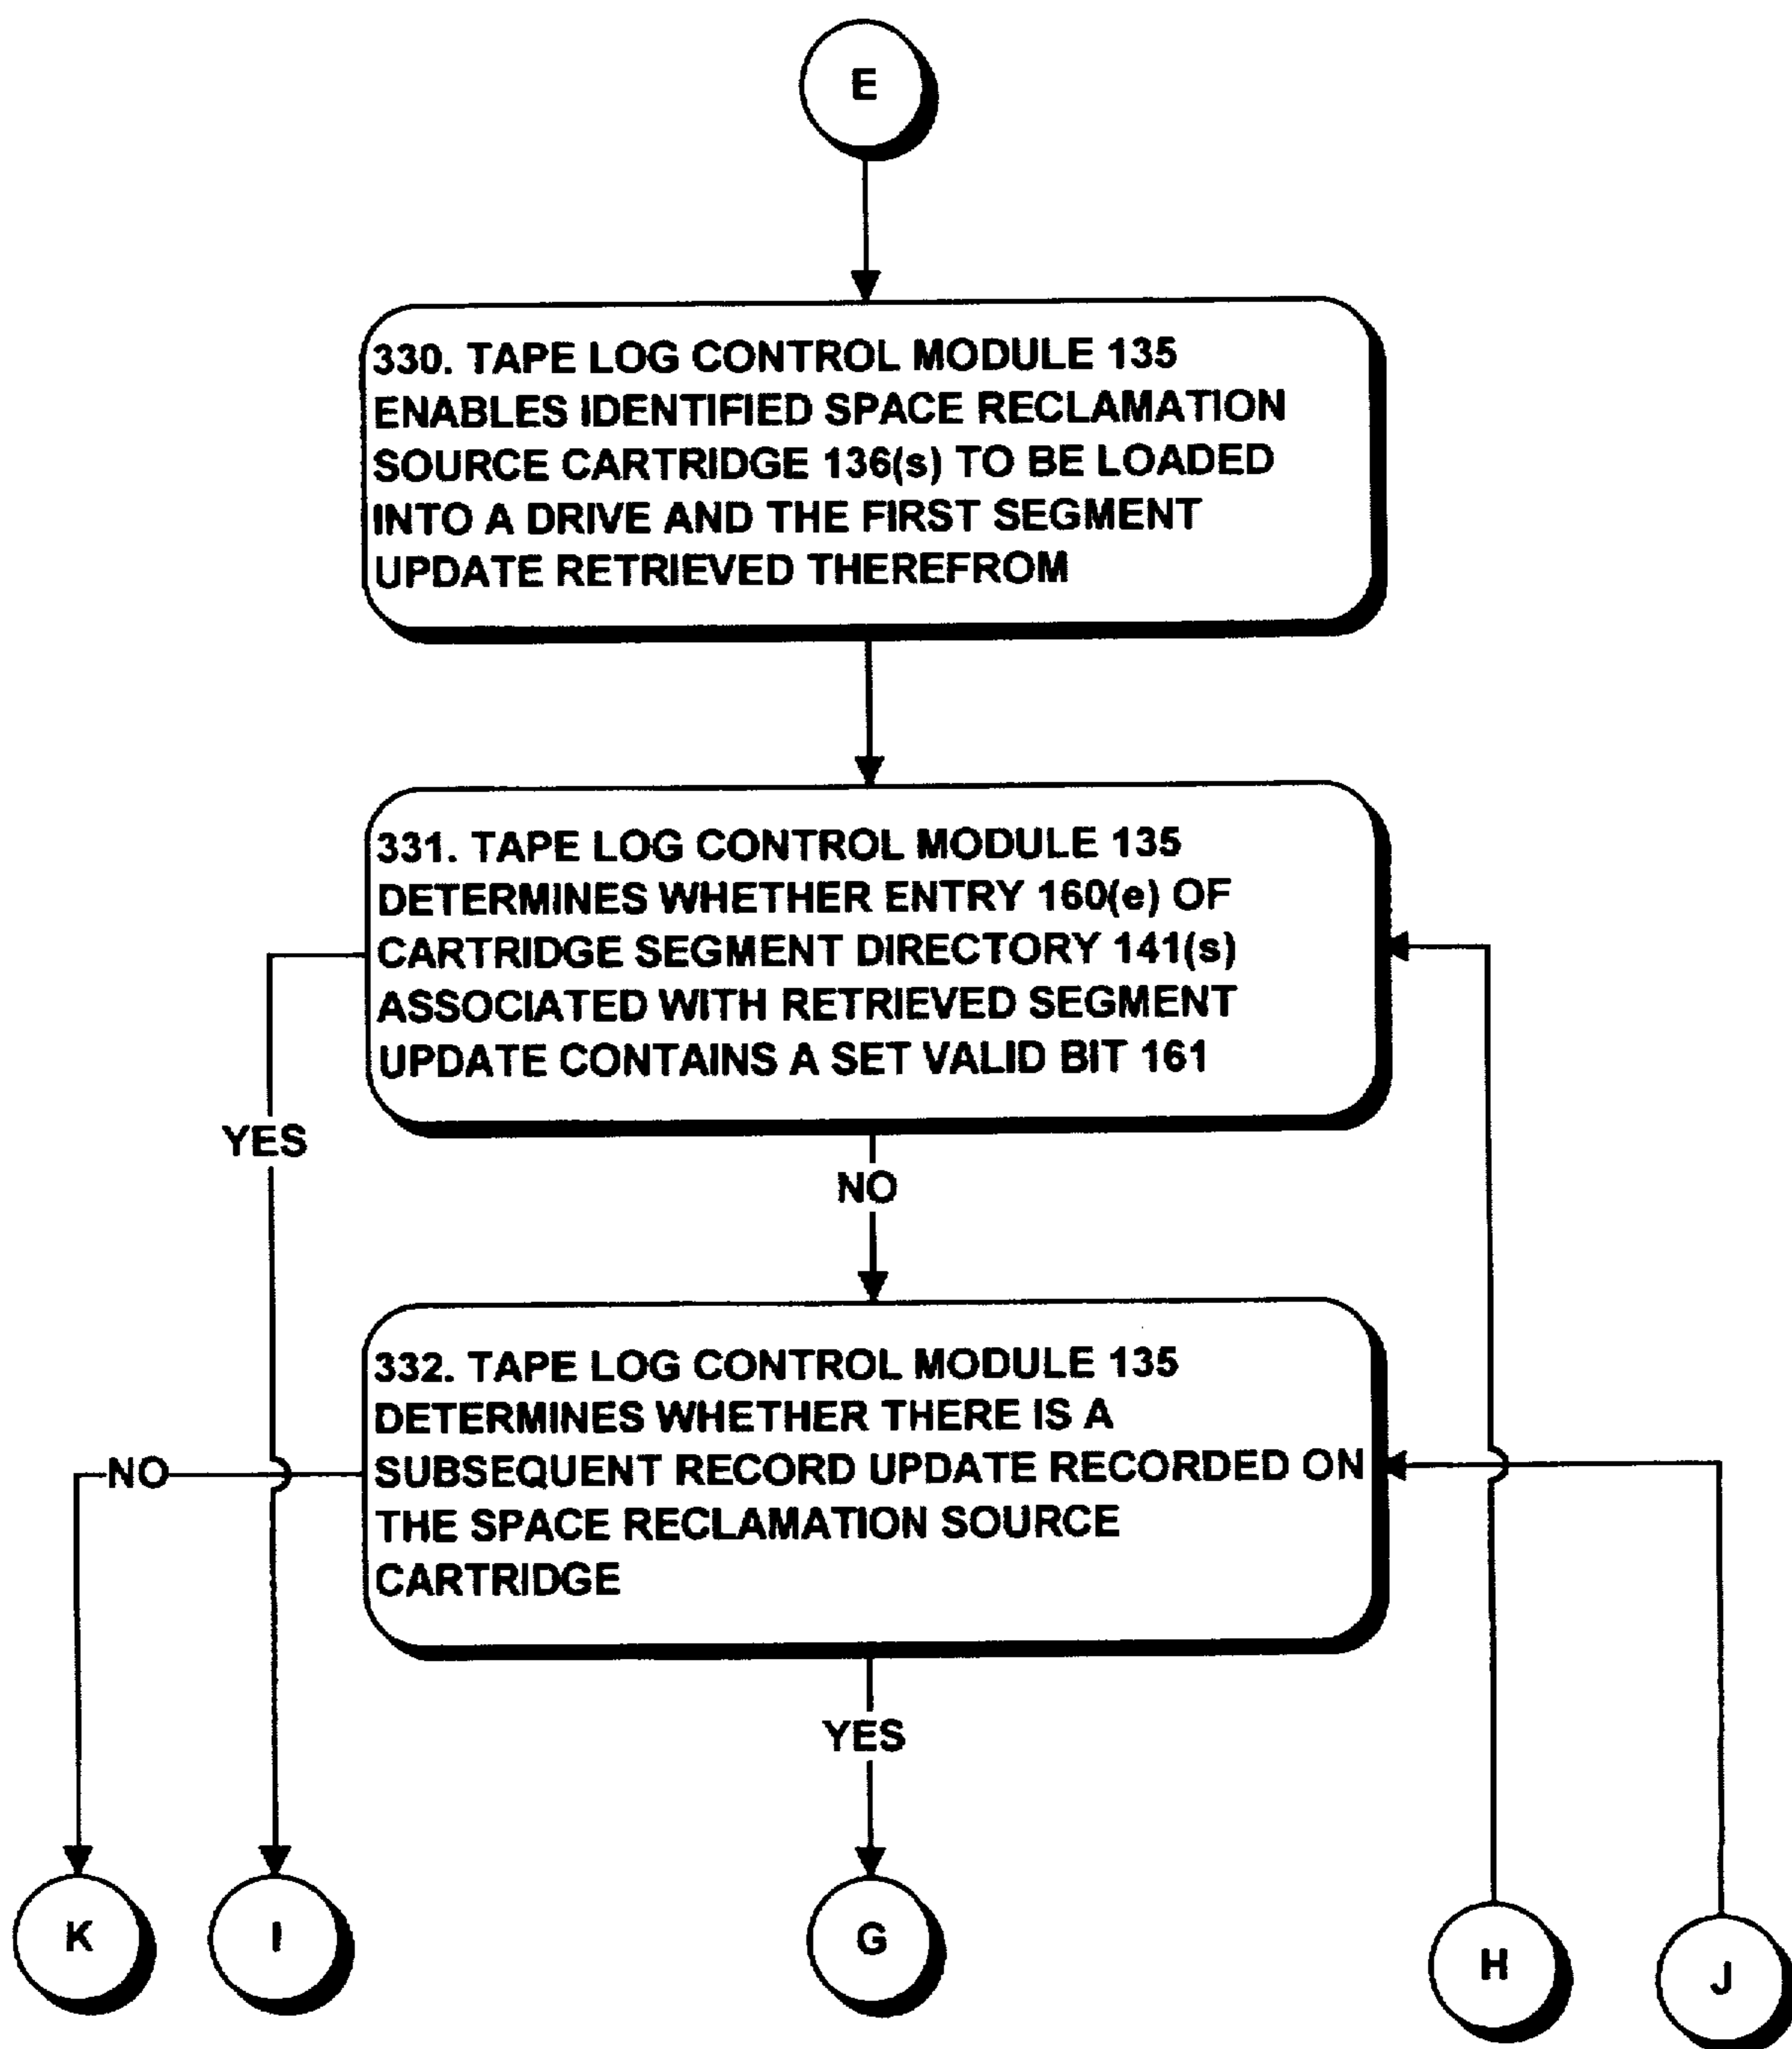 E
330. TAPE LOG CONTROL MODULE 135
ENABLES IDENTIFIED SPACE RECLAMATION
SOURCE CARTRIDGE 136(s) TO BE LOADED
INTO A DRIVE AND THE FIRST SEGMENT
UPDATE RETRIEVED THEREFROM
331. TAPE LOG CONTROL MODULE 135
DETERMINES WHETHER ENTRY 160(e) OF
CARTRIDGE SEGMENT DIRECTORY 141(s)
ASSOCIATED WITH RETRIEVED SEGMENT
UPDATE CONTAINS A SET VALID BIT 161
YES
NO
332. TAPE LOG CONTROL MODULE 135
DETERMINES WHETHER THERE IS A
SUBSEQUENT RECORD UPDATE RECORDED ON
THE SPACE RECLAMATION SOURCE
CARTRIDGE
NO
YES
K
I
G
H
J